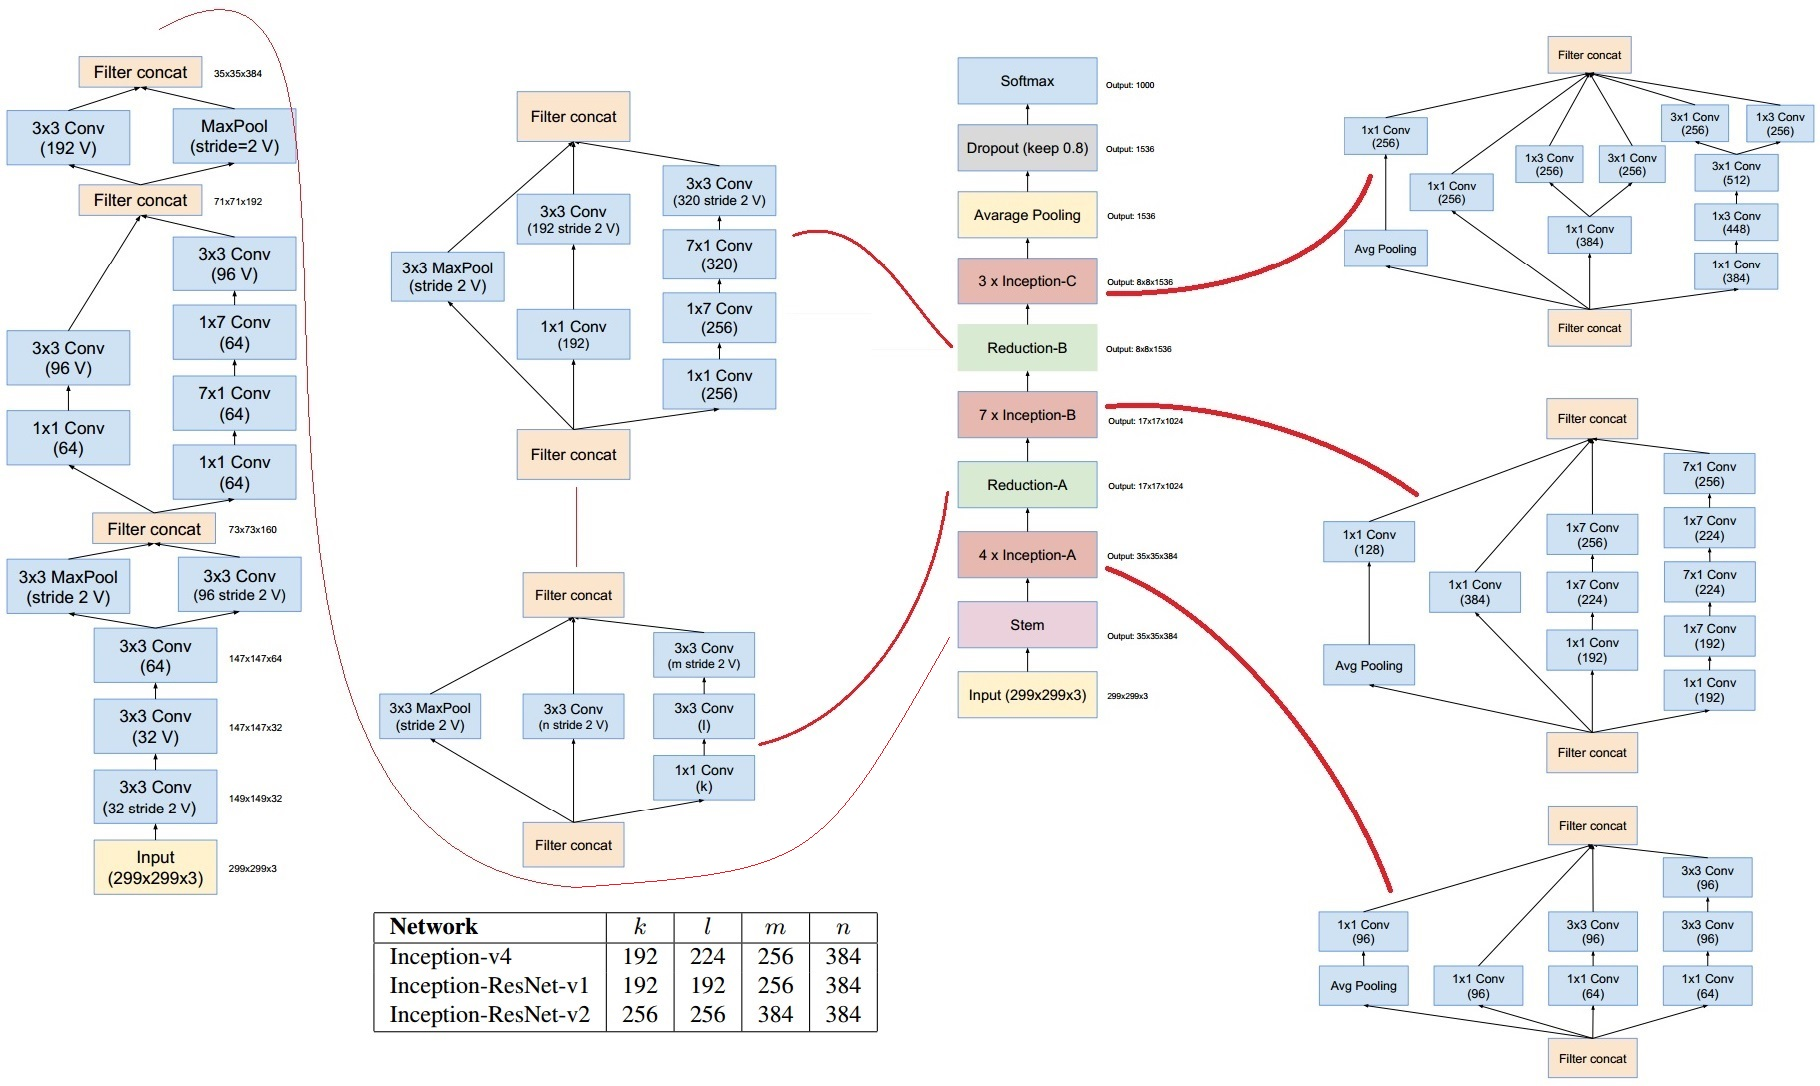 Filter concat
35x35x384
3x3 Conv
(192 V)
MaxPool
(stride=2 V)
Filter concat
71x71x192
3x3 Conv
(96 V)
1x7 Conv
(64)
3x3 Conv
(96 V)
7x1 Conv
(64)
1x1 Conv
(64)
1x1 Conv
(64)
Filter concat
73x73x160
3x3 MaxPool
(stride 2 V)
3x3 Conv
(96 stride 2 V)
3x3 Conv
(64)
147x147x64
3x3 Conv
(32 V)
147x147x32
3x3 Conv
(32 stride 2 V)
149x149x32
Input
(299x299x3)
299x299x3
Filter concat
3x3 Conv
(320 stride 2 V)
3x3 Conv
(192 stride 2 V)
7x1 Conv
(320)
3x3 MaxPool
(stride 2 V)
1x7 Conv
(256)
1x1 Conv
(192)
1x1 Conv
(256)
Filter concat
Filter concat
3x3 Conv
(m stride 2 V)
3x3 MaxPool
(stride 2 V)
3x3 Conv
(n stride 2 V)
3x3 Conv
(l)
1x1 Conv
(k)
Filter concat
Network k l m n
Inception-v4 192 224 256 384
Inception-ResNet-v1 192 192 256 384
Inception-ResNet-v2 256 256 384 384
Softmax
Output: 1000
Dropout (keep 0.8)
Output: 1536
Avarage Pooling
Output: 1536
3 x Inception-C
Output: 8x8x1536
Reduction-B
Output: 8x8x1536
7 x Inception-B
Output: 17x17x1024
Reduction-A
Output: 17x17x1024
4 x Inception-A
Output: 35x35x384
Stem
Output: 35x35x384
Input (299x299x3)
299x299x3
Filter concat
1x1 Conv
(256)
3x1 Conv
(256)
1x3 Conv
(256)
1x3 Conv
(256)
3x1 Conv
(256)
3x1 Conv
(512)
1x1 Conv
(256)
1x3 Conv
(448)
Avg Pooling
1x1 Conv
(384)
1x1 Conv
(384)
Filter concat
Filter concat
7x1 Conv
(256)
1x1 Conv
(128)
1x7 Conv
(256)
1x7 Conv
(224)
1x1 Conv
(384)
1x7 Conv
(224)
7x1 Conv
(224)
1x1 Conv
(192)
1x7 Conv
(192)
Avg Pooling
1x1 Conv
(192)
Filter concat
Filter concat
3x3 Conv
(96)
1x1 Conv
(96)
3x3 Conv
(96)
3x3 Conv
(96)
Avg Pooling
1x1 Conv
(96)
1x1 Conv
(64)
1x1 Conv
(64)
Filter concat